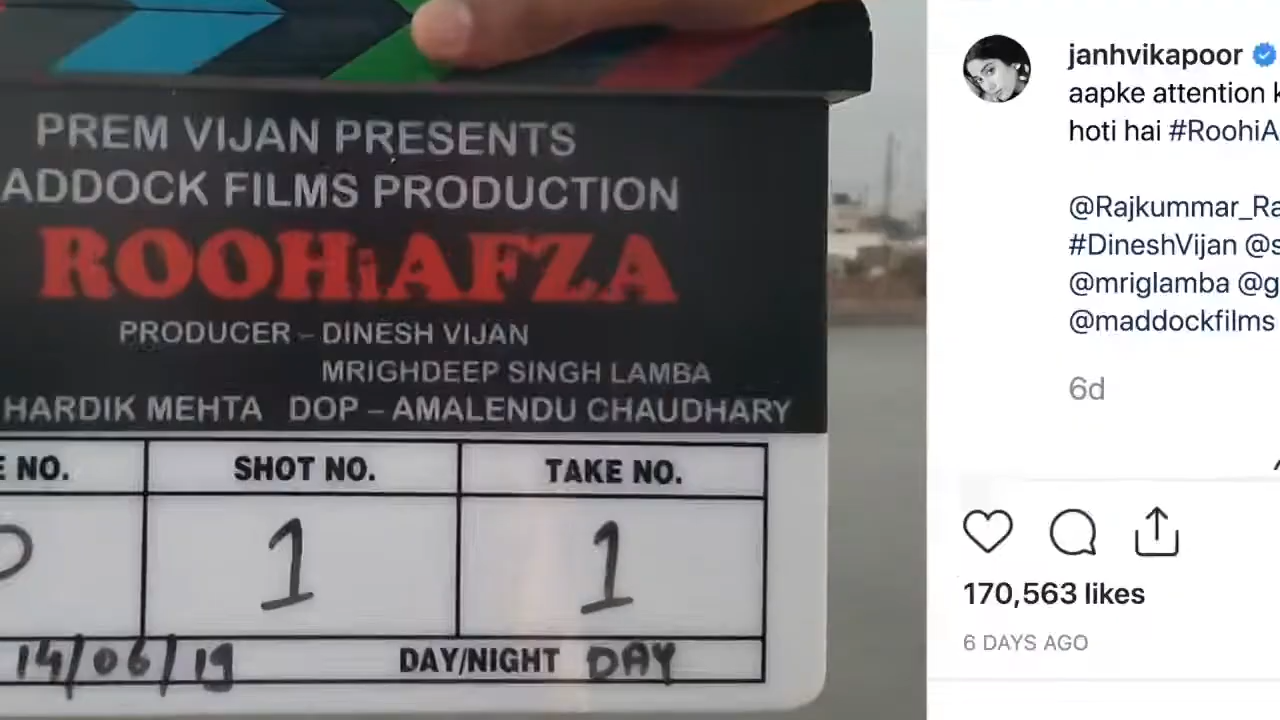 PREM VIJAN PRESENTS
ADDOCK FILMS PRODUCTION
ROOHiAFZA
PRODUCER – DINESH VIJAN
MRIGHDEEP SINGH LAMBA
HARDIK MEHTA DOP – AMALENDU CHAUDHARY
E NO. SHOT NO. TAKE NO.
1 1
14/06/19 DAY/NIGHT DAY
janhvikapoor
aapke attention k
hoti hai #RoohiA
@Rajkummar_Ra
#DineshVijan @s
@mriglamba @g
@maddockfilms
6d
170,563 likes
6 DAYS AGO